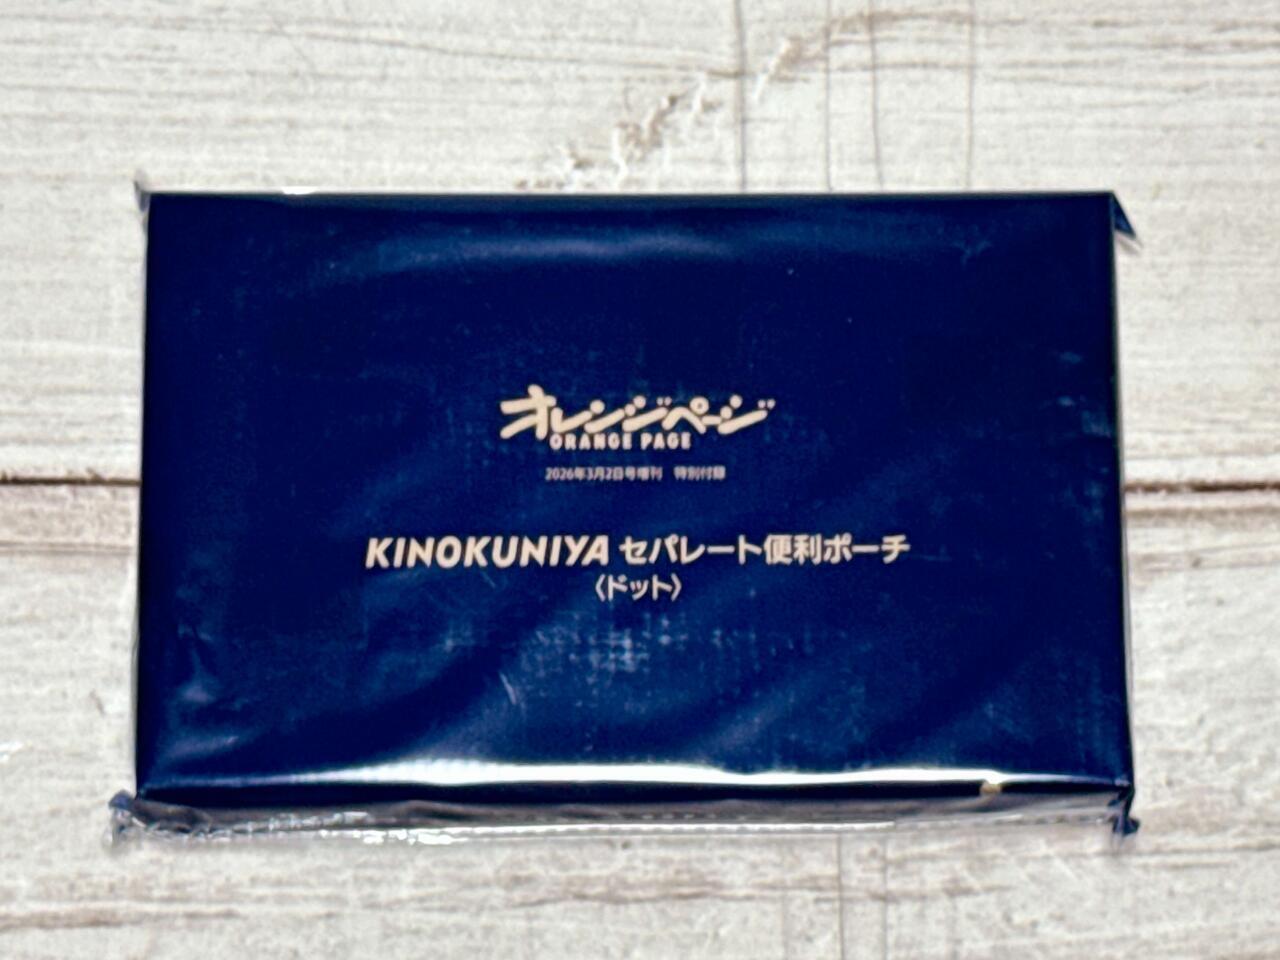 オレンジページ
ORANGE PAGE
2026年3月2日号増刊 特別付録
KINOKUNIYA セパレート便利ポーチ
〈ドット〉